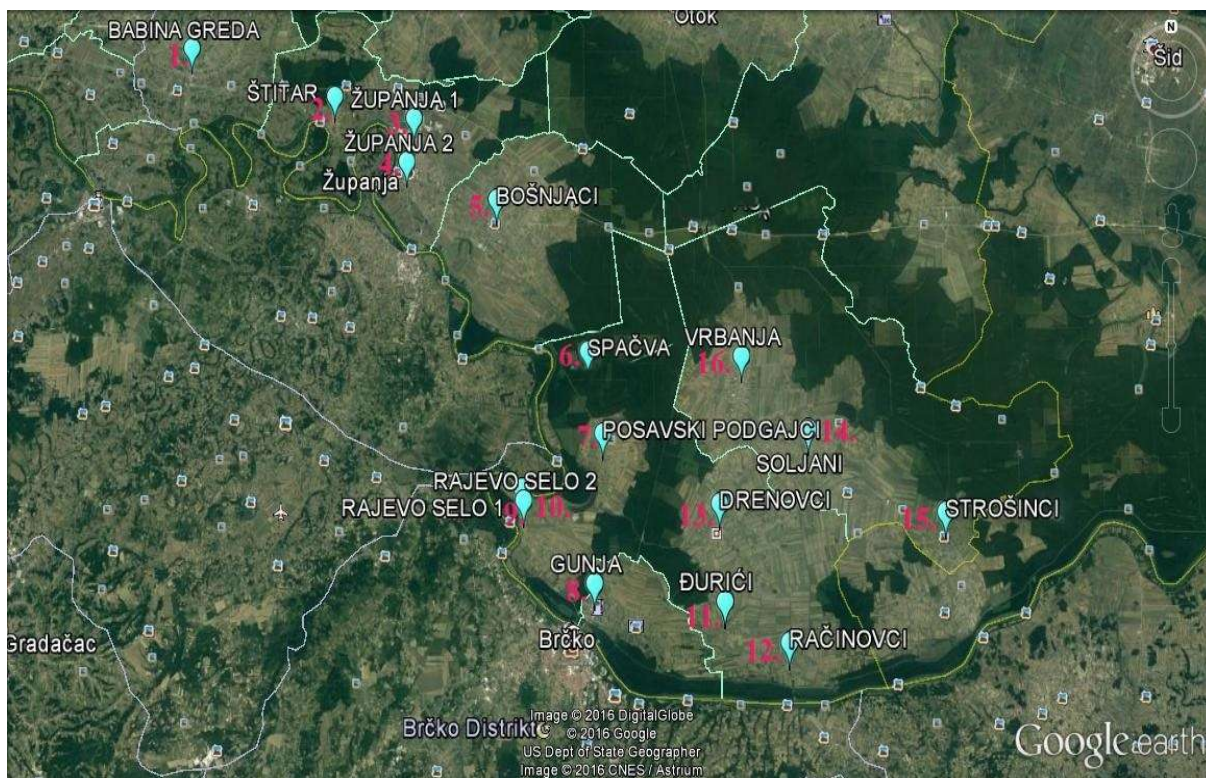 Otok
BABINA GREDA
1.
N
Šid
ŠTITAR
2.
ŽUPANJA 1
3.
ŽUPANJA 2
4.
Županja
BOŠNJACI
5.
6. SPAČVA
VRBANJA
16.
7. POSAVSKI PODGAJCI 14.
SOLJANI
RAJEVO SELO 2
RAJEVO SELO 1
9. 10.
DRENOVCI
13.
STROŠINCI
15.
GUNJA
8.
ĐURIĆI
11.
Gradačac
Brčko
RAČINOVCI
12.
Brčko Distrikt
Image © 2016 DigitalGlobe
© 2016 Google
US Dept of State Geographer
Image © 2016 CNES / Astrium
Google earth